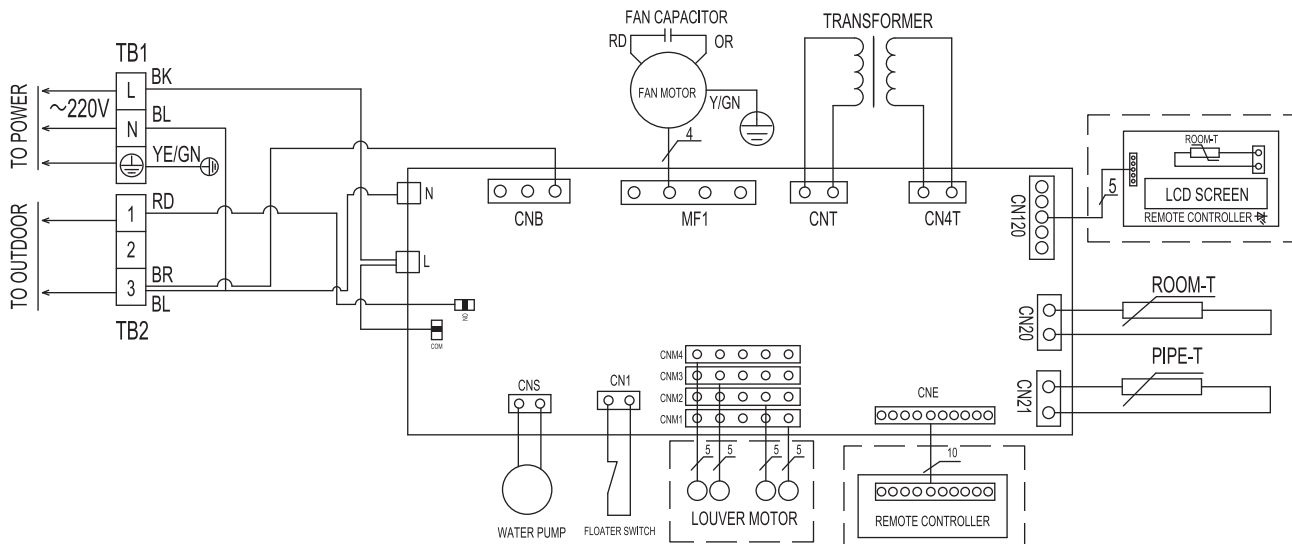 FAN CAPACITOR
RD
OR
FAN MOTOR
Y/GN
4
TRANSFORMER
TB1
TO POWER
~220V
L
BK
N
BL
YE/GN
TO OUTDOOR
1
RD
2
3
BR
BL
TB2
N
L
CNB
MF1
CNT
CN4T
CN120
5
ROOM-T
LCD SCREEN
REMOTE CONTROLLER
NO
COM
CN20
ROOM-T
CN21
PIPE-T
CNS
WATER PUMP
CN1
FLOATER SWITCH
CNM4
CNM3
CNM2
CNM1
5
5
5
5
LOUVER MOTOR
CNE
10
REMOTE CONTROLLER